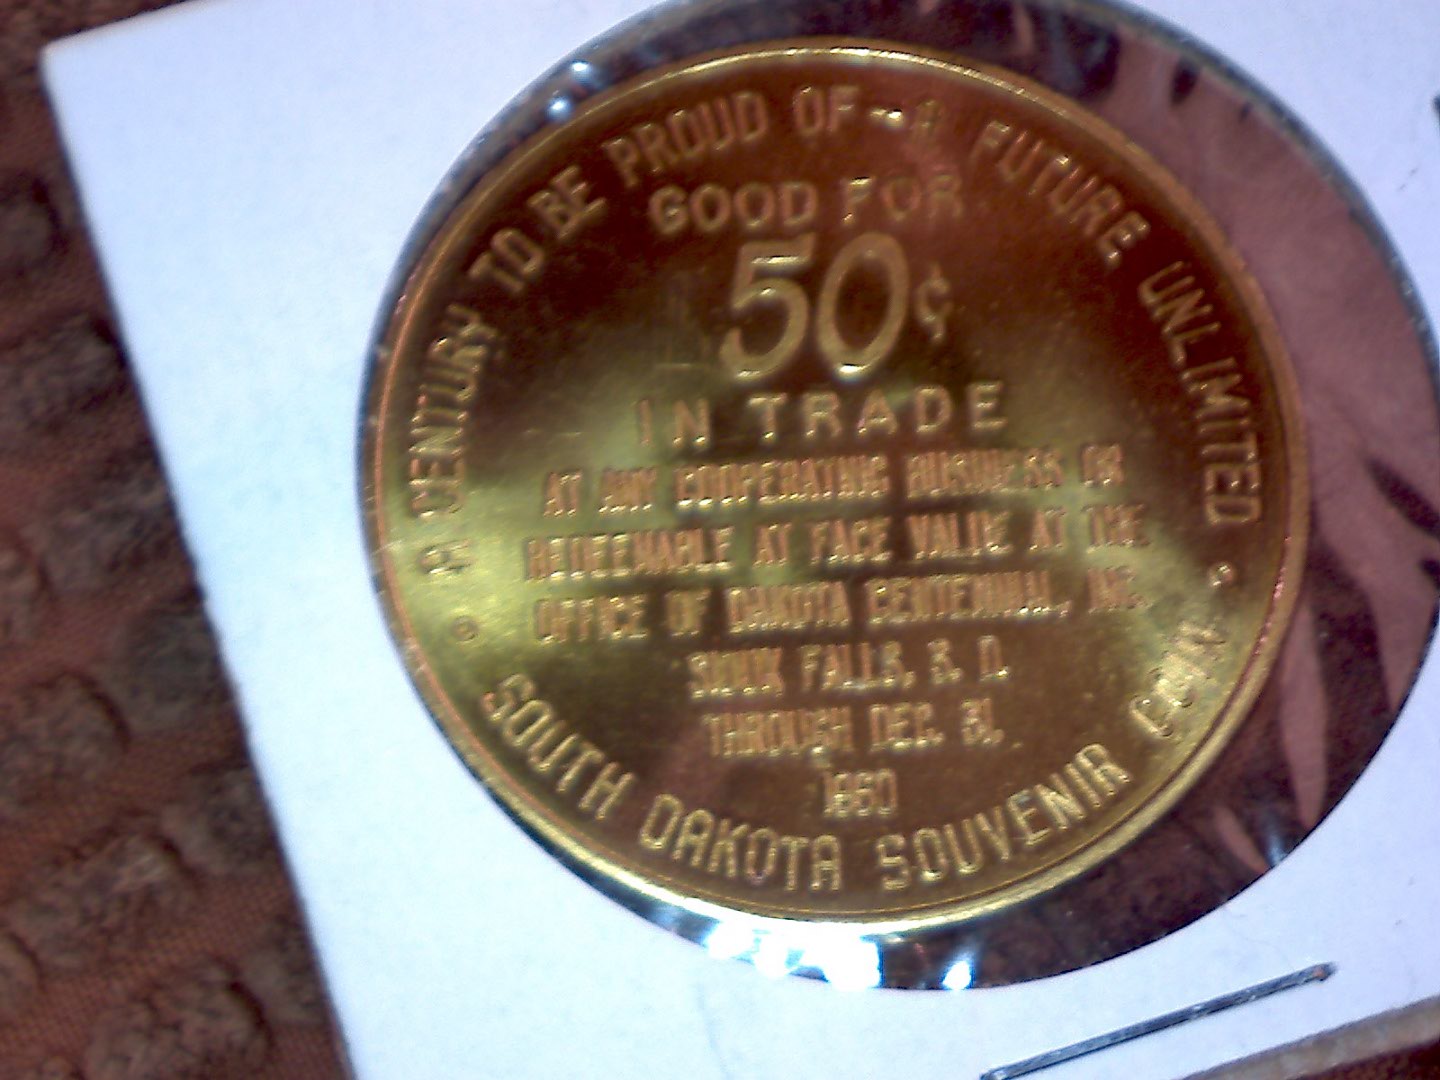 A CENTURY TO BE PROUD OF -- A FUTURE UNLIMITED
GOOD FOR
50¢
IN TRADE
AT ANY COOPERATING BUSINESS OR
REDEEMABLE AT FACE VALUE AT THE
OFFICE OF DAKOTA CENTENNIAL, INC.
SIOUX FALLS, S. D.
THROUGH DEC. 31,
1960
SOUTH DAKOTA SOUVENIR COIN